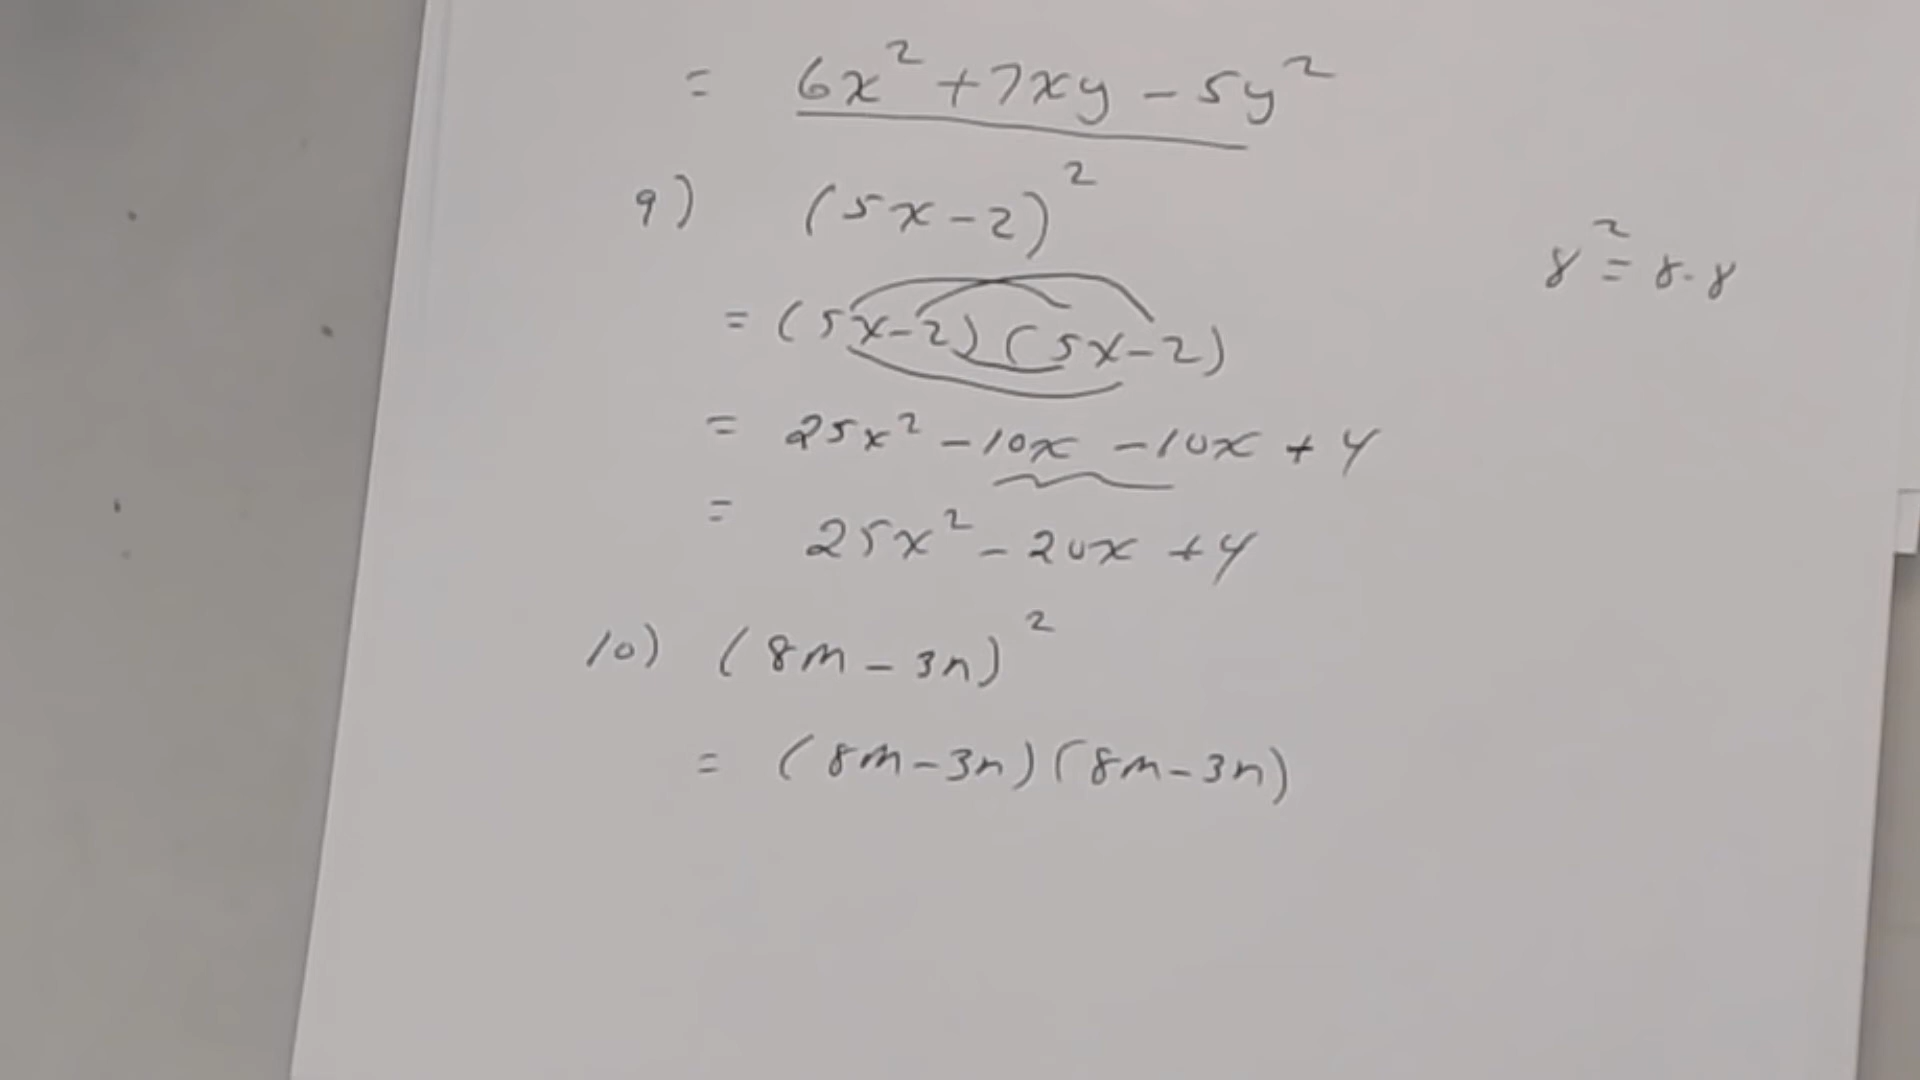 = 6x² + 7xy - 5y²
9) (5x - 2)²
8² = 8.8
= (5x - 2) (5x - 2)
= 25x² - 10x - 10x + 4
= 25x² - 20x + 4
10) (8m - 3n)²
= (8m - 3n) (8m - 3n)